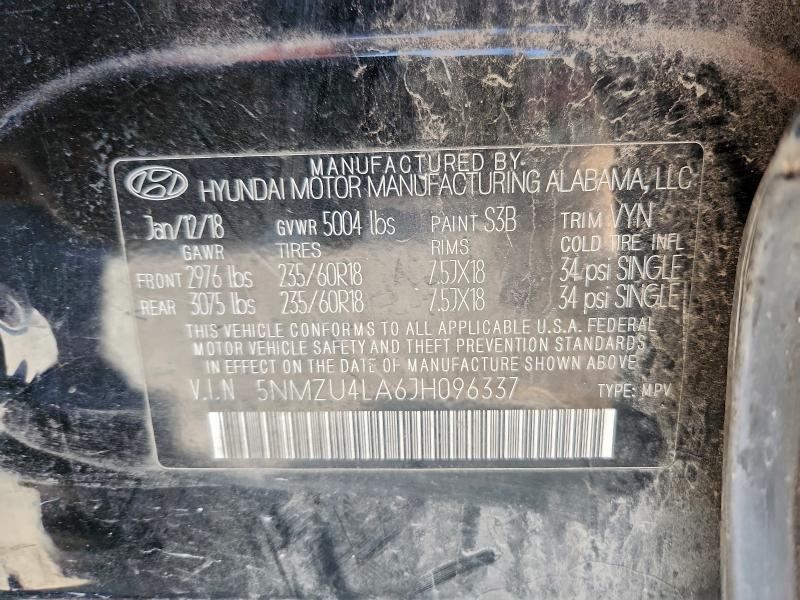 MANUFACTURED BY
HYUNDAI MOTOR MANUFACTURING ALABAMA, LLC
Jan/12/18 GVWR 5004 lbs PAINT S3B TRIM VYN
GAWR TIRES RIMS COLD TIRE INFL
FRONT 2976 lbs 235/60R18 7.5JX18 34 psi SINGLE
REAR 3075 lbs 235/60R18 7.5JX18 34 psi SINGLE
THIS VEHICLE CONFORMS TO ALL APPLICABLE U.S.A. FEDERAL
MOTOR VEHICLE SAFETY AND THEFT PREVENTION STANDARDS
IN EFFECT ON THE DATE OF MANUFACTURE SHOWN ABOVE
V.I.N 5NMZU4LA6JH096337 TYPE: MPV